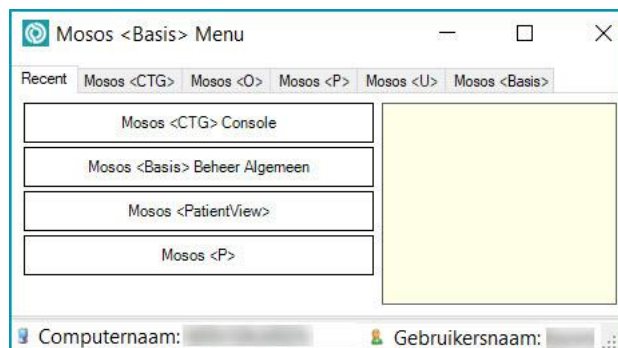 Mosos <Basis> Menu
Recent Mosos <CTG> Mosos <O> Mosos <P> Mosos <U> Mosos <Basis>
Mosos <CTG> Console
Mosos <Basis> Beheer Algemeen
Mosos <PatientView>
Mosos <P>
Computernaam: Gebruikersnaam: